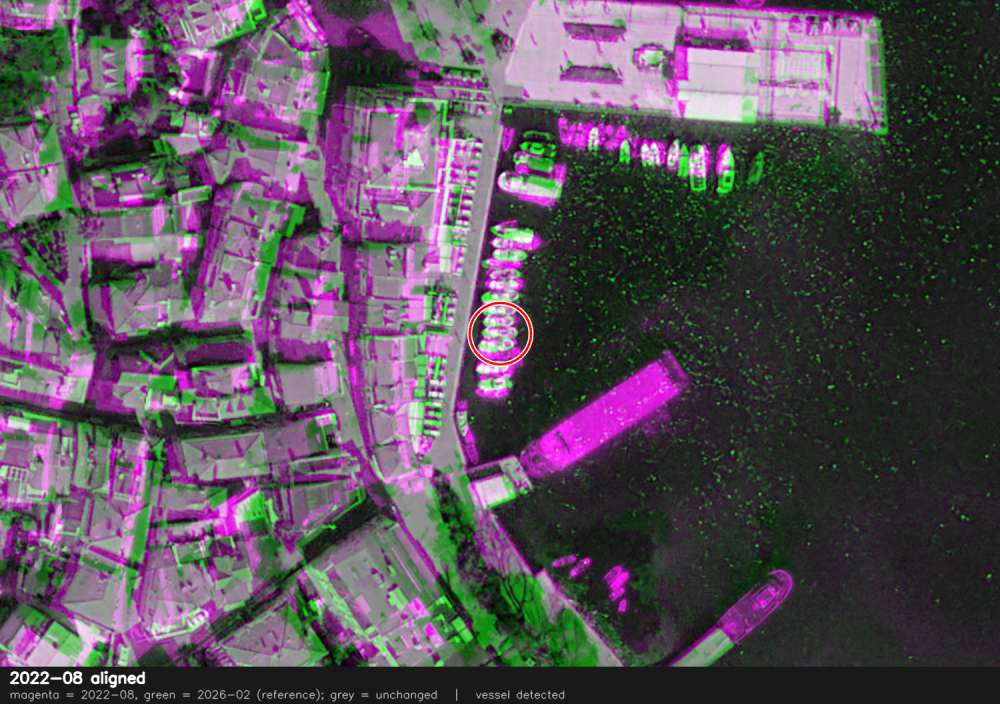 2022-08 aligned
magenta = 2022-08, green = 2026-02 (reference); grey = unchanged | vessel detected